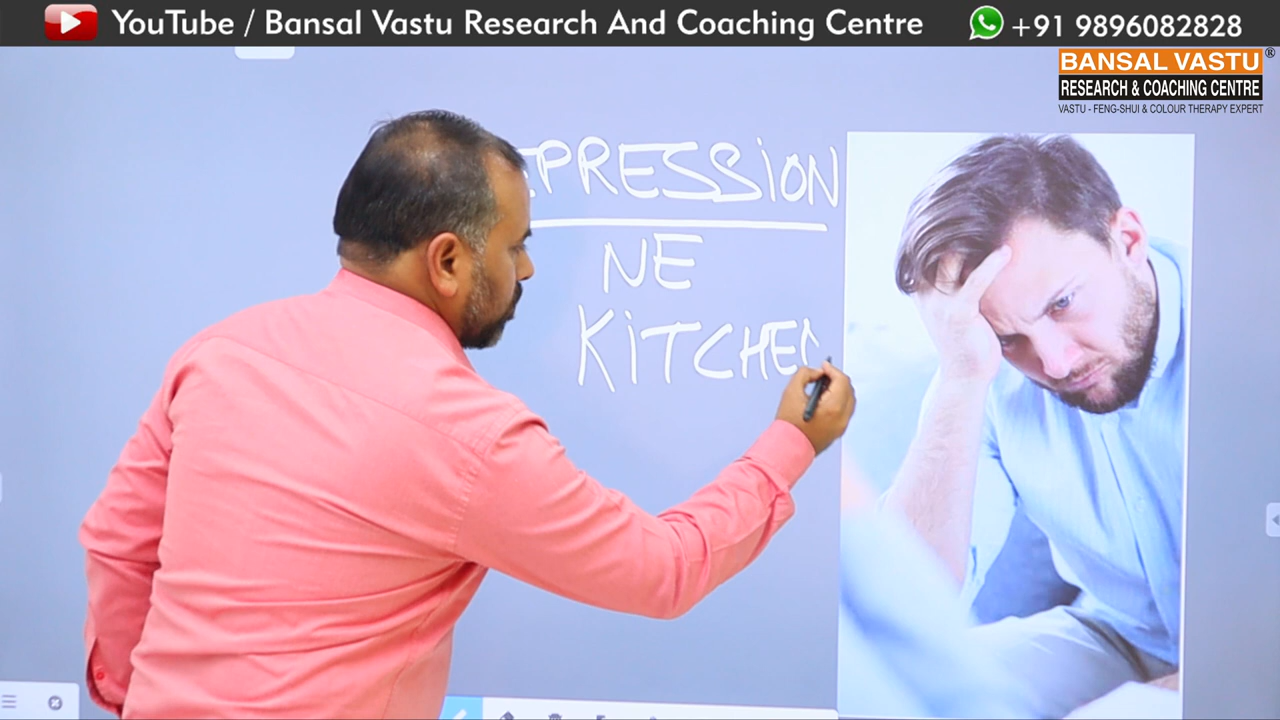 YouTube / Bansal Vastu Research And Coaching Centre
+91 9896082828
BANSAL VASTU®
RESEARCH & COACHING CENTRE
VASTU - FENG-SHUI & COLOUR THERAPY EXPERT
EPRESSION
NE
KITCHEN